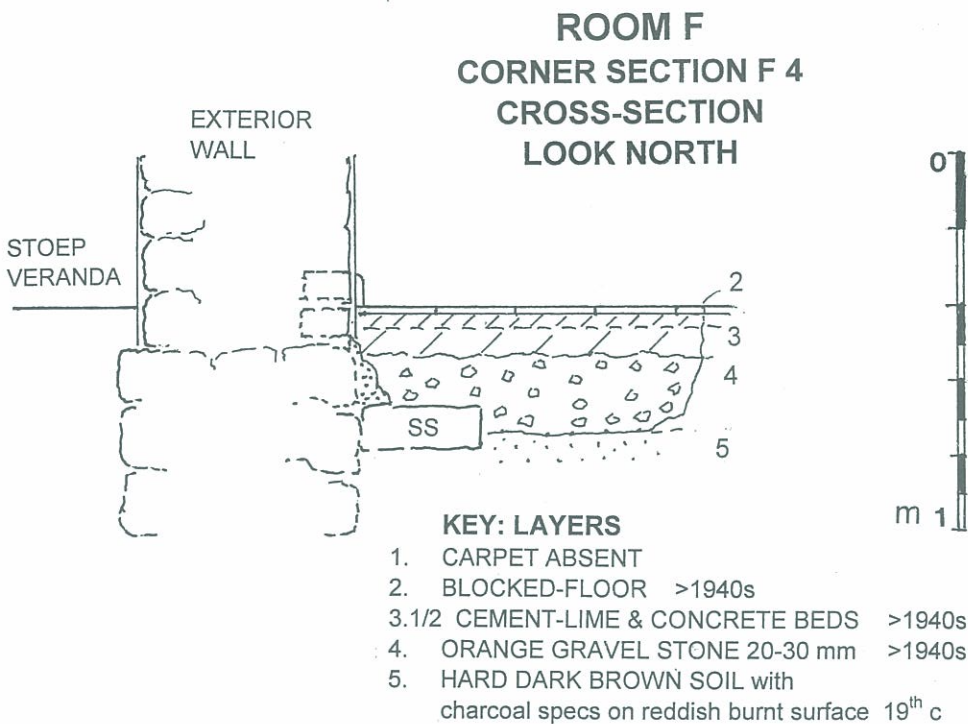 ROOM F
CORNER SECTION F 4
CROSS-SECTION
LOOK NORTH
EXTERIOR
WALL
STOEP
VERANDA
0
2
3
4
SS
5
m 1
KEY: LAYERS
1. CARPET ABSENT
2. BLOCKED-FLOOR >1940s
3.1/2 CEMENT-LIME & CONCRETE BEDS >1940s
4. ORANGE GRAVEL STONE 20-30 mm >1940s
5. HARD DARK BROWN SOIL with
charcoal specs on reddish burnt surface 19th c